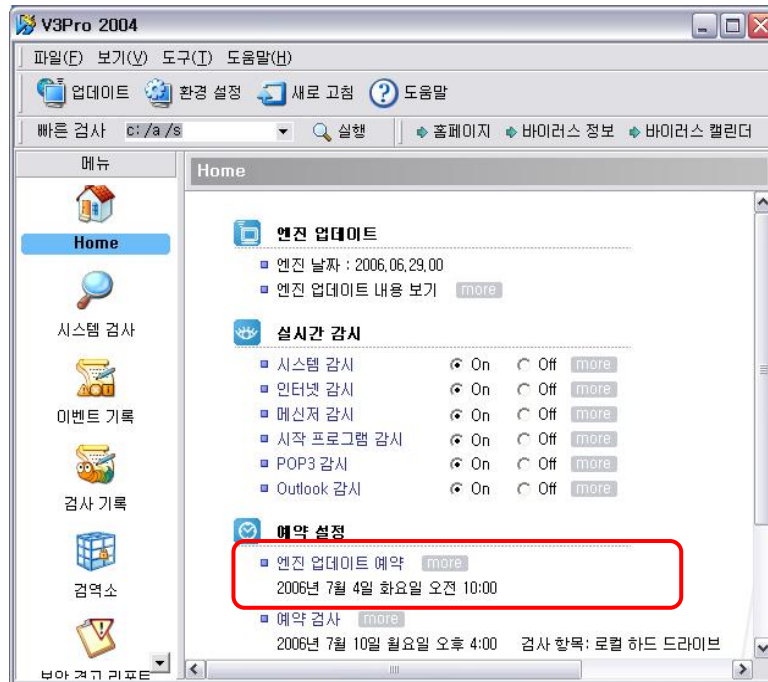 V3Pro 2004
파일(F) 보기(V) 도구(T) 도움말(H)
업데이트 환경 설정 새로 고침 도움말
빠른 검사 c:/a/s 실행 홈페이지 바이러스 정보 바이러스 캘린더
메뉴
Home
Home
시스템 검사
이벤트 기록
검사 기록
검역소
보안 경고 리포트
엔진 업데이트
엔진 날짜 : 2006,06,29,00
엔진 업데이트 내용 보기 more
실시간 감시
시스템 감시 On Off more
인터넷 감시 On Off more
메신저 감시 On Off more
시작 프로그램 감시 On Off more
POP3 감시 On Off more
Outlook 감시 On Off more
예약 설정
엔진 업데이트 예약 more
2006년 7월 4일 화요일 오전 10:00
예약 검사 more
2006년 7월 10일 월요일 오후 4:00 검사 항목: 로컬 하드 드라이브